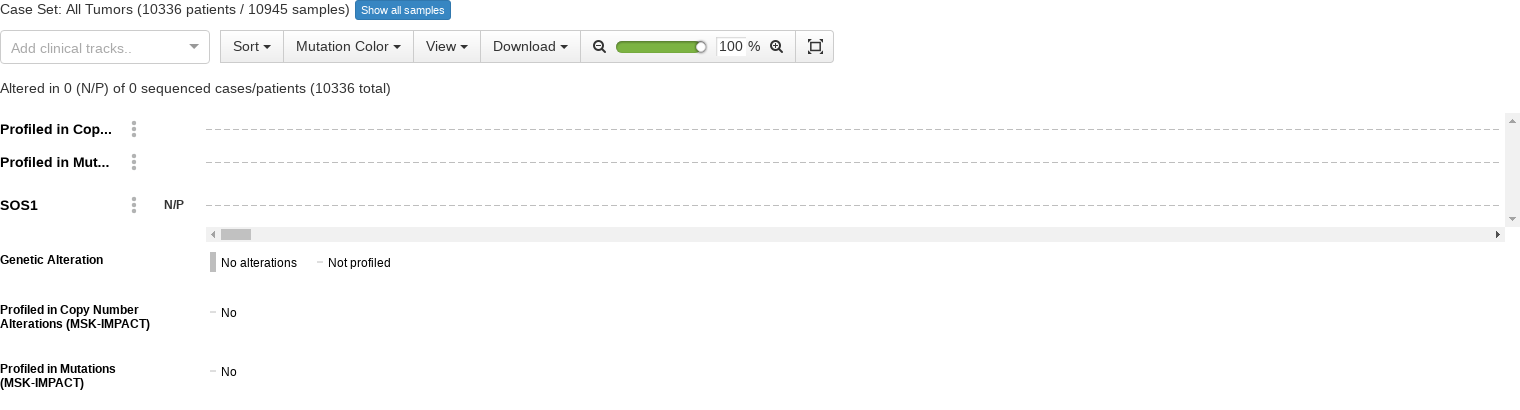 Case Set: All Tumors (10336 patients / 10945 samples) Show all samples
Add clinical tracks.. Sort Mutation Color View Download 100 %
Altered in 0 (N/P) of 0 sequenced cases/patients (10336 total)
Profiled in Cop...
Profiled in Mut...
SOS1 N/P
Genetic Alteration No alterations Not profiled
Profiled in Copy Number
Alterations (MSK-IMPACT) No
Profiled in Mutations
(MSK-IMPACT) No